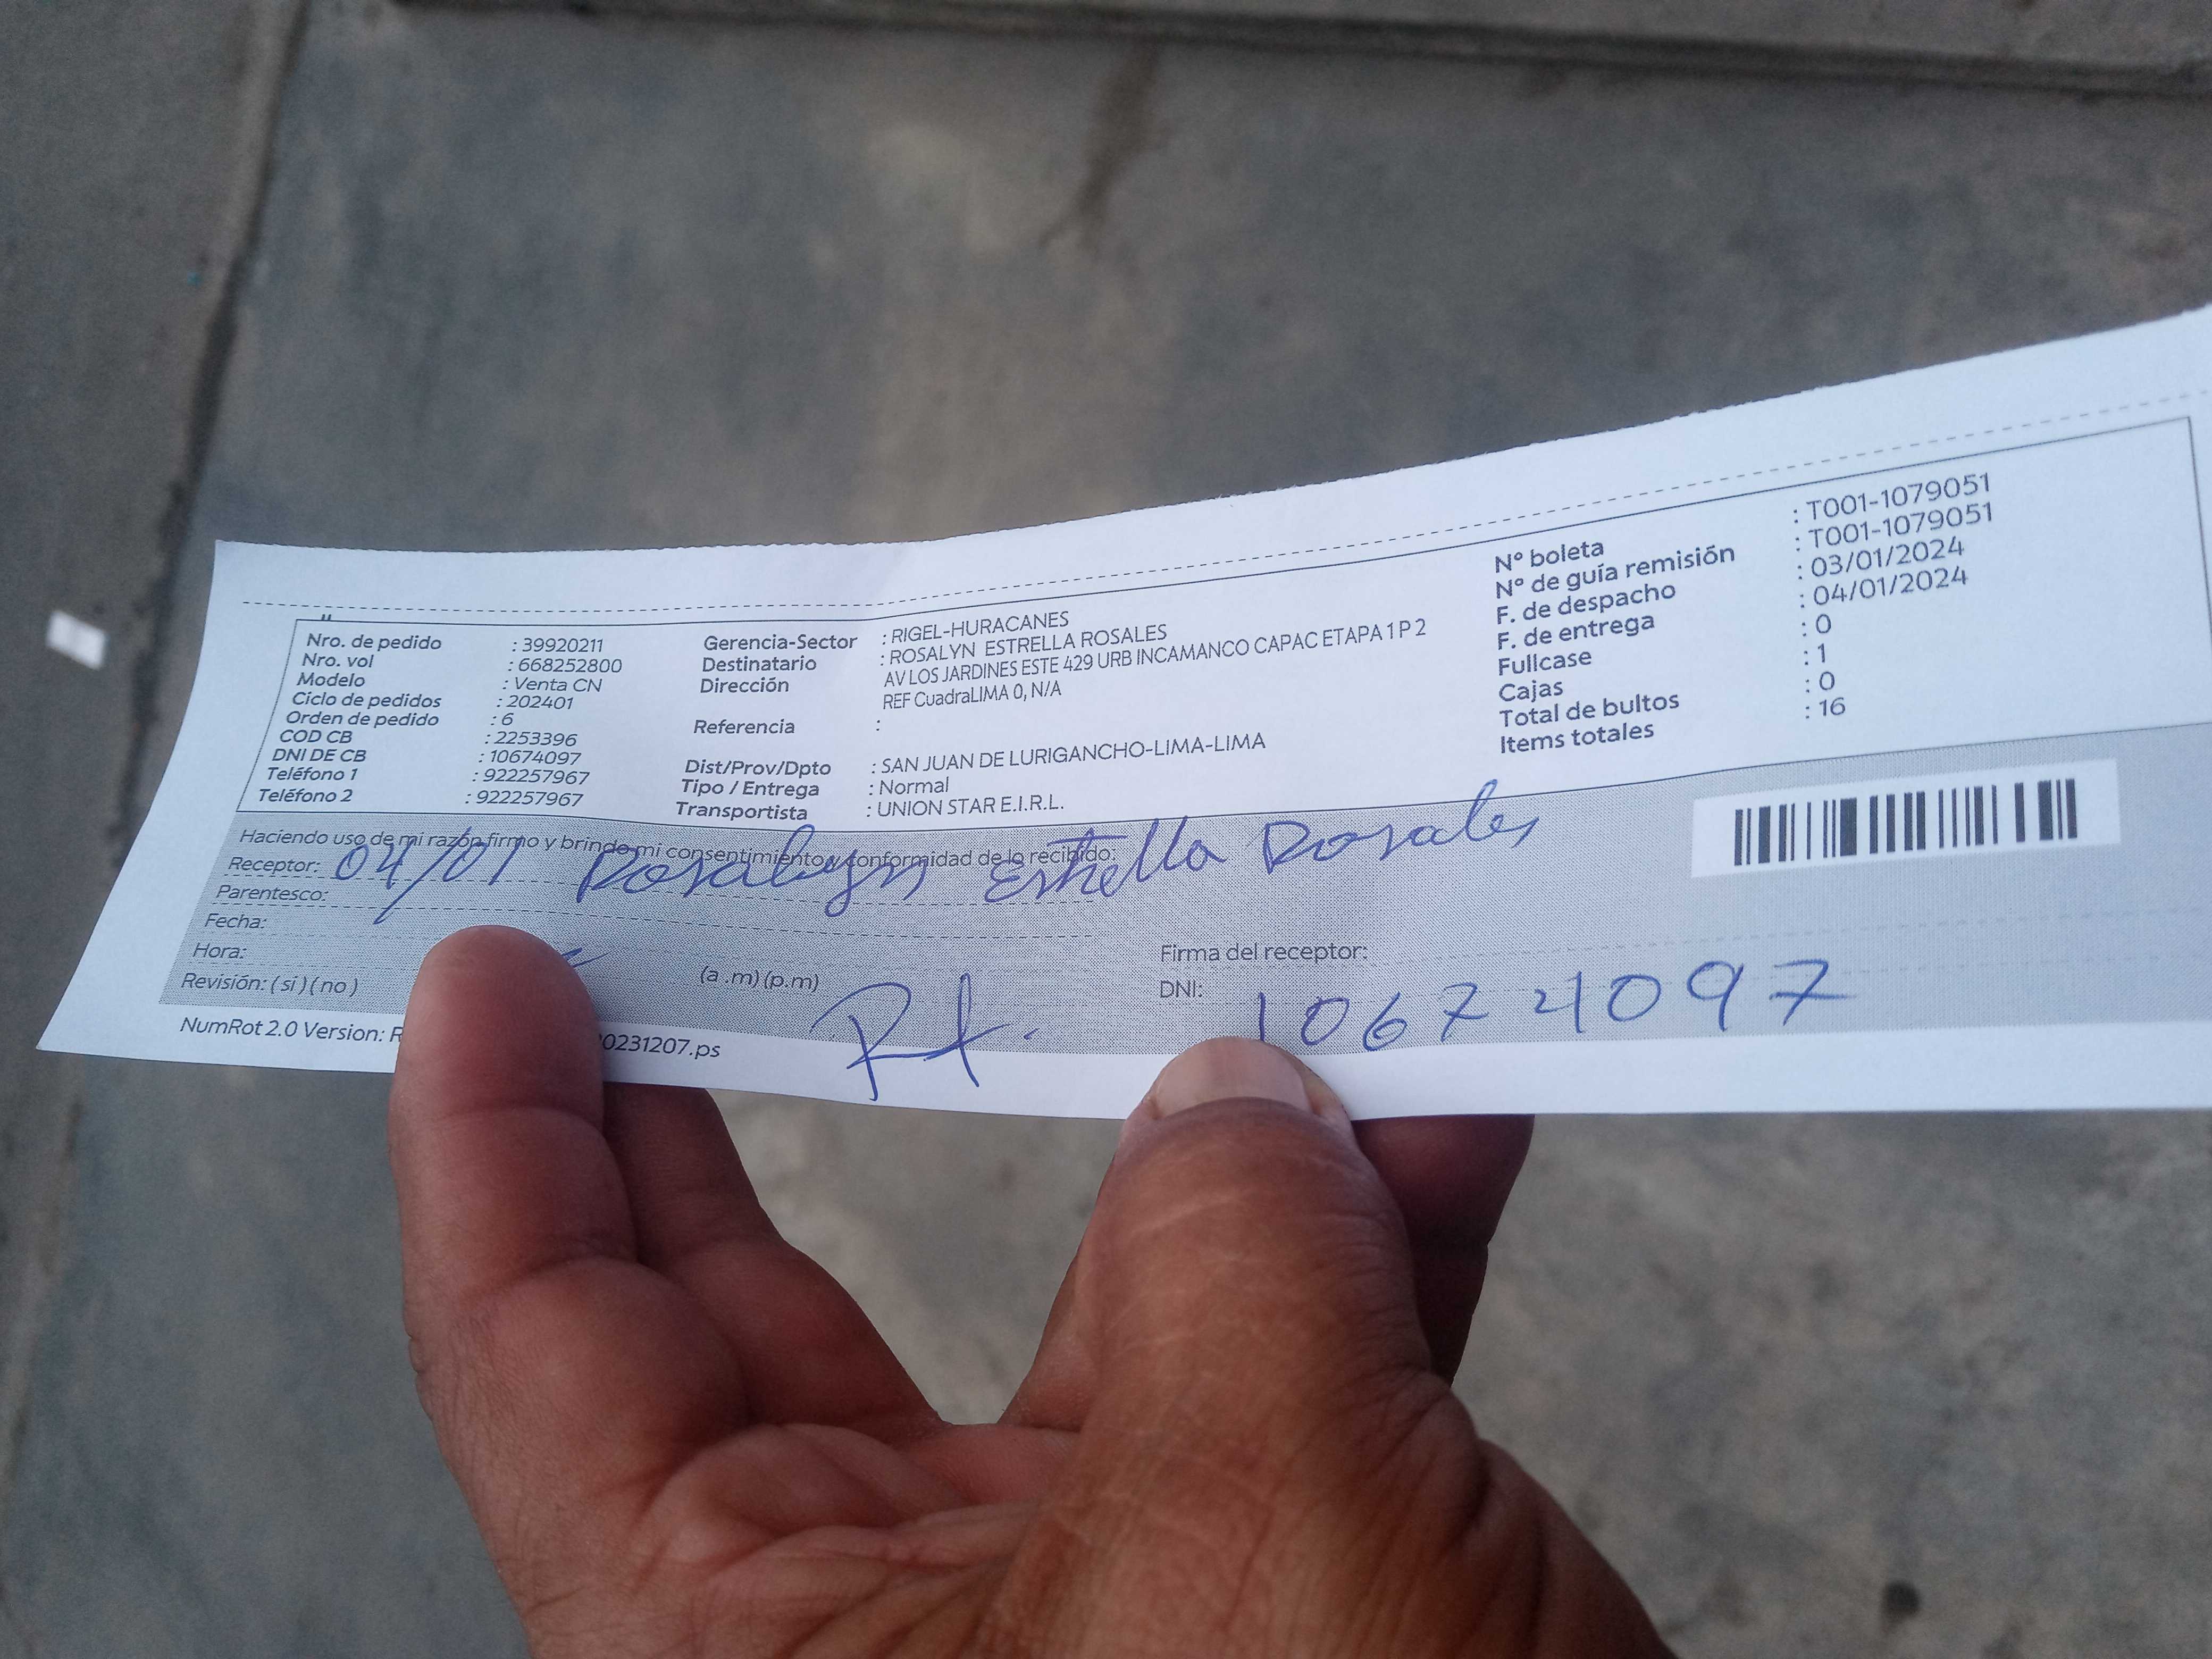 Nro. de pedido : 39920211
Nro. vol : 668252800
Modelo : Venta CN
Ciclo de pedidos : 202401
Orden de pedido : 6
COD CB : 2253396
DNI DE CB : 10674097
Teléfono 1 : 922257967
Teléfono 2 : 922257967
Gerencia-Sector : RIGEL-HURACANES
Destinatario : ROSALYN ESTRELLA ROSALES
Dirección AV LOS JARDINES ESTE 429 URB INCAMANCO CAPAC ETAPA 1 P 2
REF CuadraLIMA 0, N/A
Referencia :
Dist/Prov/Dpto : SAN JUAN DE LURIGANCHO-LIMA-LIMA
Tipo / Entrega : Normal
Transportista : UNION STAR E.I.R.L.
N° boleta : T001-1079051
N° de guía remisión : T001-1079051
F. de despacho : 03/01/2024
F. de entrega : 04/01/2024
Fullcase : 0
Cajas : 1
Total de bultos : 0
Items totales : 16
Haciendo uso de mi razón firmo y brindo mi consentimiento y conformidad de lo recibido:
Receptor: 04/01 Rosalyn Estrella Rosales
Parentesco:
Fecha:
Hora: (a .m) (p.m)
Revisión: ( si ) ( no )
Firma del receptor:
DNI: 10674097
NumRot 2.0 Version: R 0231207.ps